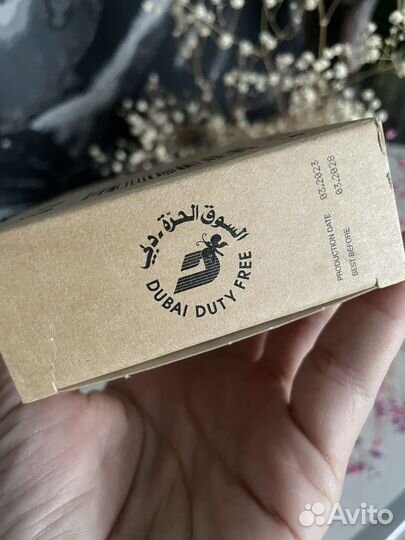 السوق الحرة • دبي
DUBAI DUTY FREE
PRODUCTION DATE 03.2023
BEST BEFORE 03.2028
Avito